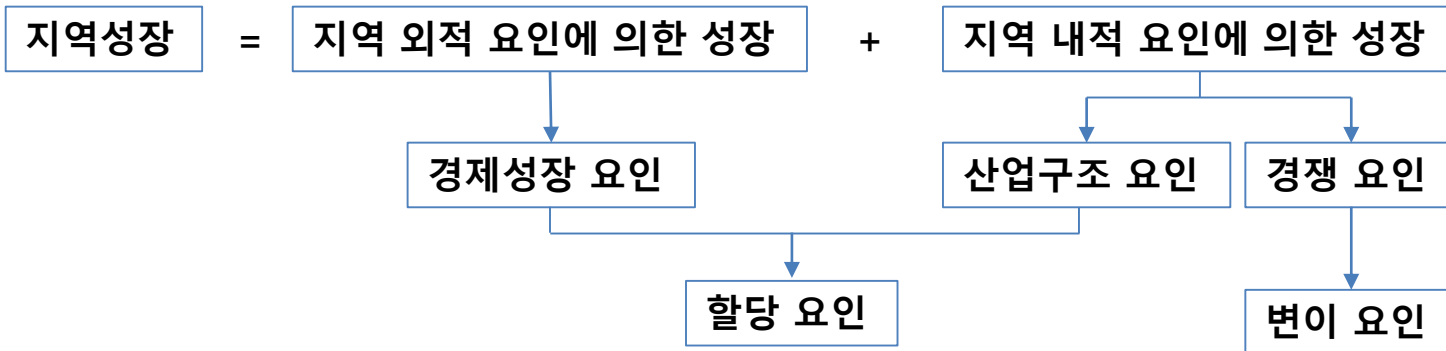 지역성장 = 지역 외적 요인에 의한 성장 + 지역 내적 요인에 의한 성장
경제성장 요인 산업구조 요인 경쟁 요인
할당 요인 변이 요인